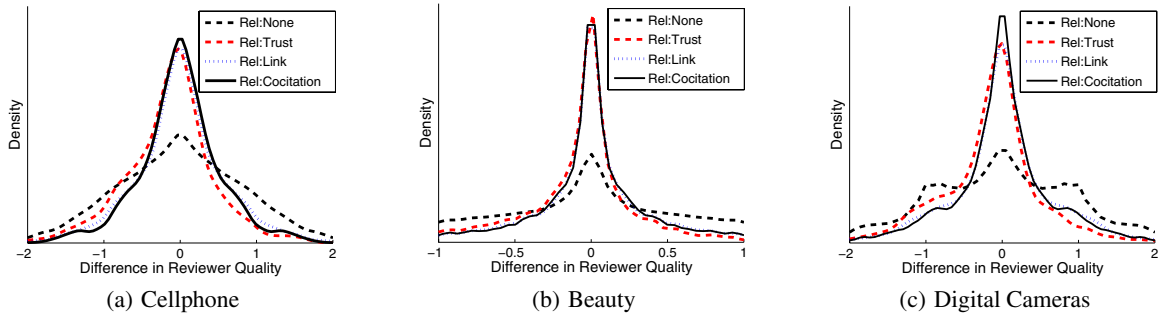 Density
Rel:None
Rel:Trust
Rel:Link
Rel:Cocitation
−2 −1 0 1 2
Difference in Reviewer Quality
(a) Cellphone
Density
Rel:None
Rel:Trust
Rel:Link
Rel:Cocitation
−1 −0.5 0 0.5 1
Difference in Reviewer Quality
(b) Beauty
Density
Rel:None
Rel:Trust
Rel:Link
Rel:Cocitation
−2 −1 0 1 2
Difference in Reviewer Quality
(c) Digital Cameras